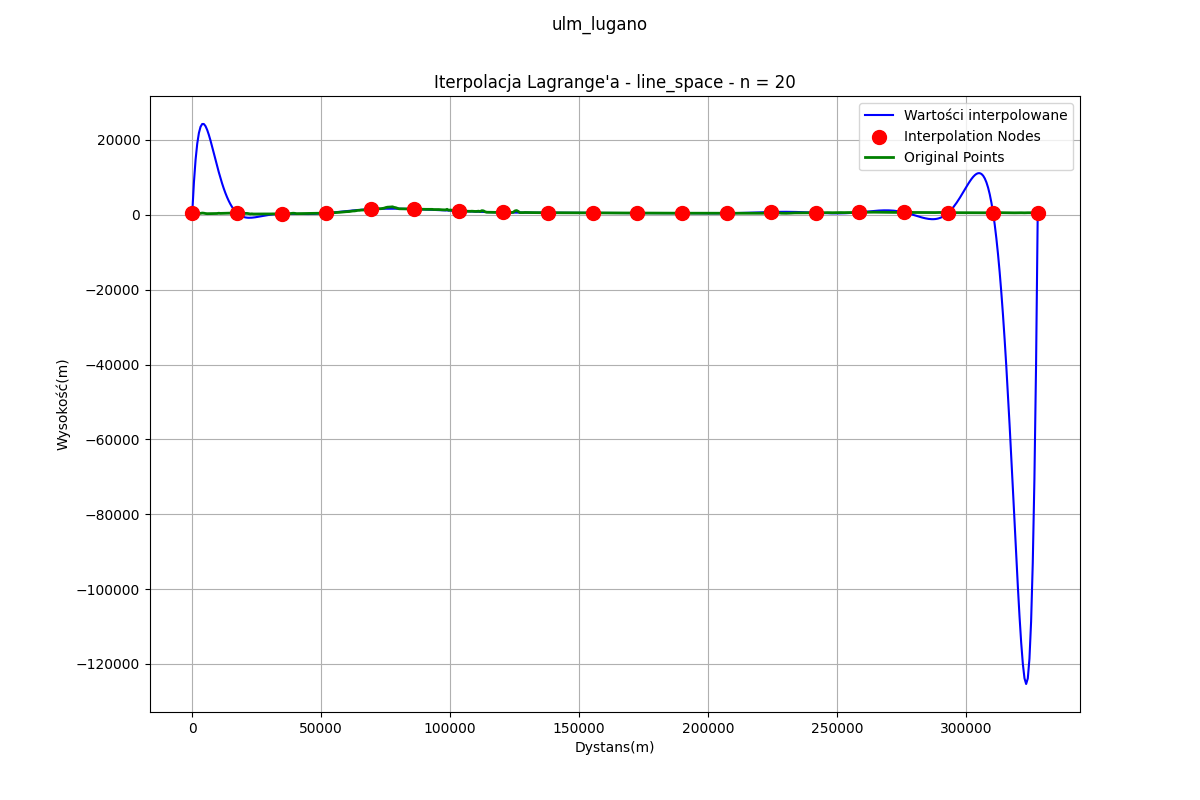 ulm_lugano
Iterpolacja Lagrange'a - line_space - n = 20
Wartości interpolowane
Interpolation Nodes
Original Points
20000
0
−20000
−40000
−60000
−80000
−100000
−120000
Wysokość(m)
0
50000
100000
150000
200000
250000
300000
Dystans(m)